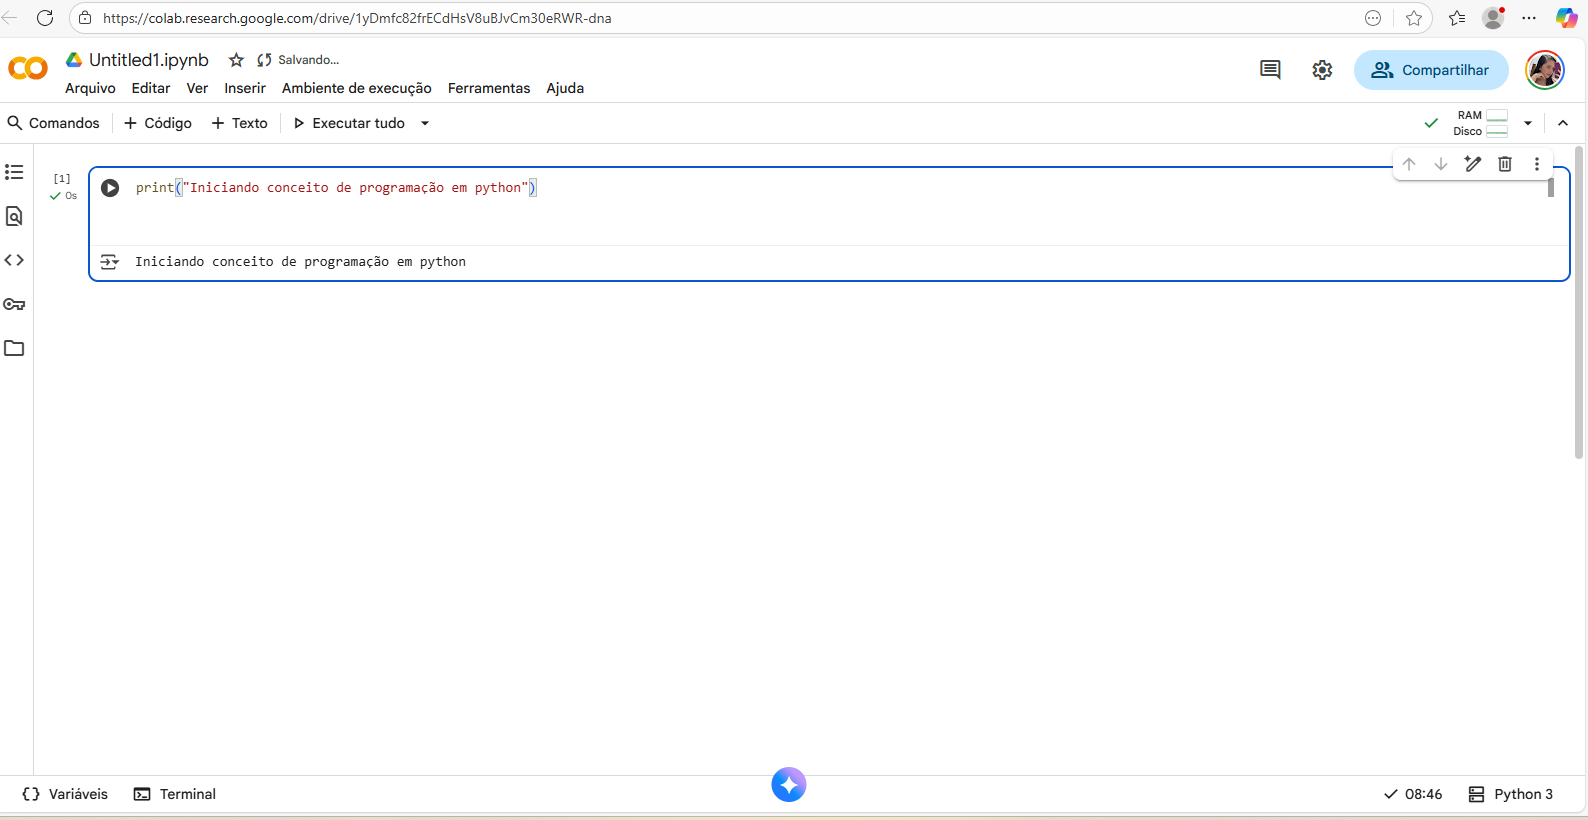 https://colab.research.google.com/drive/1yDmfc82frECdHsV8uBJvCm30eRWR-dna
Untitled1.ipynb Salvando...
Arquivo Editar Ver Inserir Ambiente de execução Ferramentas Ajuda
Compartilhar
Comandos + Código + Texto Executar tudo
RAM
Disco
[1]
0s
print("Iniciando conceito de programação em python")
Iniciando conceito de programação em python
Variáveis Terminal 08:46 Python 3